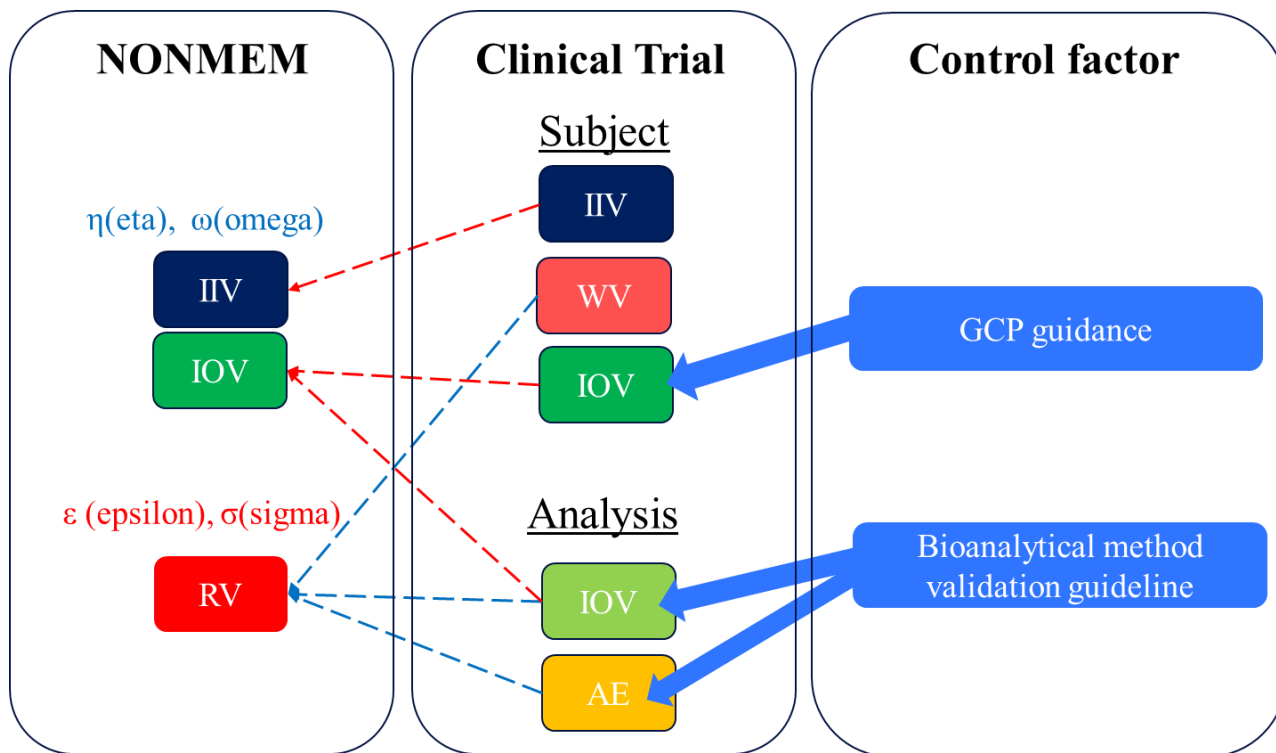 NONMEM
η(eta), ω(omega)
IIV
IOV
ε (epsilon), σ(sigma)
RV
Clinical Trial
Subject
IIV
WV
IOV
Analysis
IOV
AE
Control factor
GCP guidance
Bioanalytical method
validation guideline